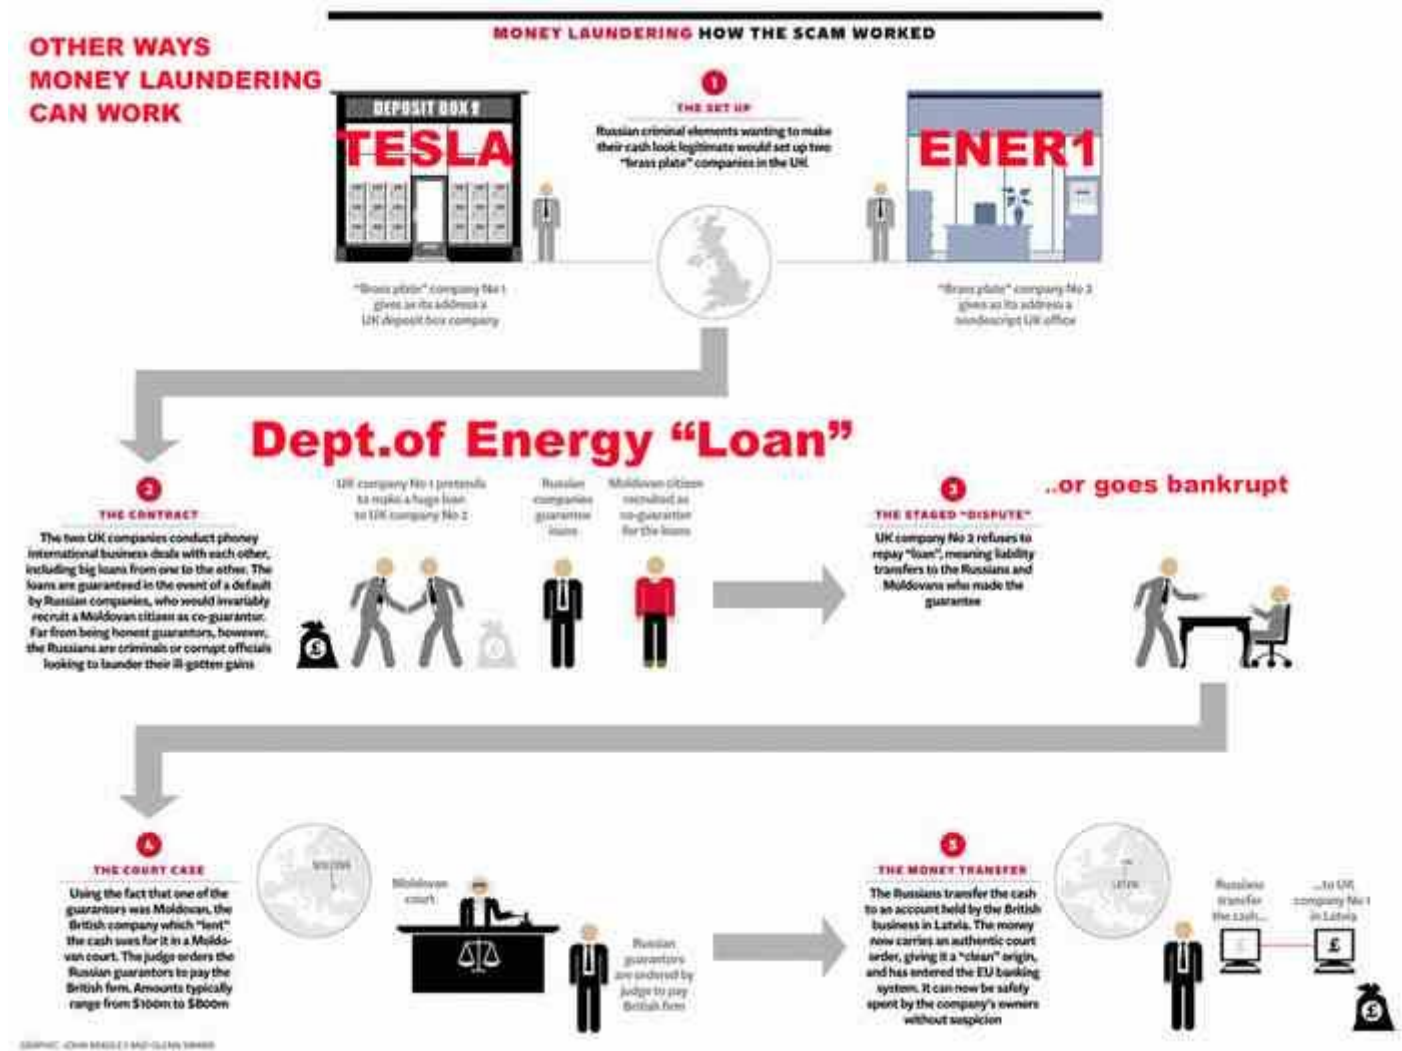 OTHER WAYS
MONEY LAUNDERING
CAN WORK
MONEY LAUNDERING HOW THE SCAM WORKED
DEPOSIT BOX
TESLA
1
THE SET UP
Russian criminal elements wanting to make
their cash look legitimate would set up two
"brass plate" companies in the UK
ENER1
"Brass plate" company No 1
gives as its address a
UK deposit box company
"Brass plate" company No 2
gives as its address a
nondescript UK office
Dept.of Energy “Loan”
2
THE CONTRACT
The two UK companies conduct phoney
international business deals with each other,
including big loans from one to the other. The
loans are guaranteed in the event of a default
by Russian companies, who would invariably
recruit a Moldovan citizen as co-guarantor.
Far from being honest guarantors, however,
the Russians are criminals or corrupt officials
looking to launder their ill-gotten gains
UK company No 1 pretends
to make a huge loan
to UK company No 2
Russian
companies
guarantee
loans
Moldovan citizen
recruited as
co-guarantor
for the loans
£
3
THE STAGED "DISPUTE"
UK company No 2 refuses to
repay "loan", meaning liability
transfers to the Russians and
Moldovans who made the
guarantee
..or goes bankrupt
4
THE COURT CASE
Using the fact that one of the
guarantors was Moldovan, the
British company which "lent"
the cash sues for it in a Moldo-
van court. The judge orders the
Russian guarantors to pay the
British firm. Amounts typically
range from $100m to $800m
MOLDOVA
Moldovan
court
Russian
guarantors
are ordered by
judge to pay
British firm
5
THE MONEY TRANSFER
The Russians transfer the cash
to an account held by the British
business in Latvia. The money
now carries an authentic court
order, giving it a "clean" origin,
and has entered the EU banking
system. It can now be safely
spent by the company's owners
without suspicion
UK
LATVIA
Russians
transfer
the cash...
...to UK
company No 1
in Latvia
£
£
£
GRAPHIC: JOHN BRADLEY AND GLENN